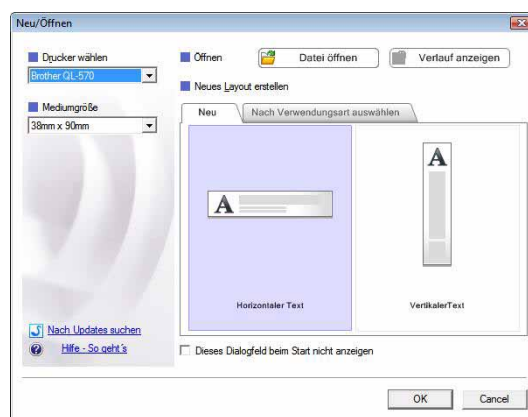 Neu/Öffnen
Drucker wählen
Brother QL-570
Mediumgröße
38mm x 90mm
Nach Updates suchen
Hilfe - So geht´s
Öffnen
Datei öffnen
Verlauf anzeigen
Neues Layout erstellen
Neu
Nach Verwendungsart auswählen
A
Horizontaler Text
A
VertikalerText
Dieses Dialogfeld beim Start nicht anzeigen
OK
Cancel